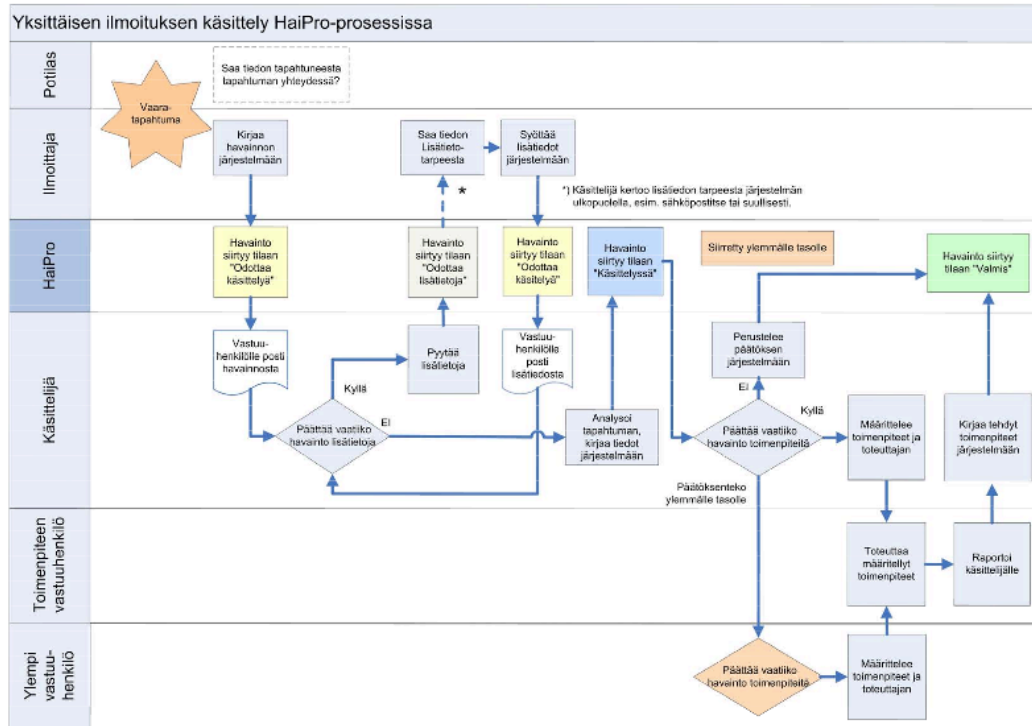 Yksittäisen ilmoituksen käsittely HaiPro-prosessissa
Potilas
Vaara-
tapahtuma
Saa tiedon tapahtuneesta
tapahtuman yhteydessä?
Ilmoittaja
Kirjaa
havainnon
järjestelmään
Saa tiedon
Lisätieto-
tarpeesta
Syöttää
lisätiedot
järjestelmään
*
*) Käsittelijä kertoo lisätiedon tarpeesta järjestelmän
ulkopuolella, esim. sähköpostitse tai suullisesti.
HaiPro
Havainto
siirtyy tilaan
"Odottaa
käsittelyä"
Havainto
siirtyy tilaan
"Odottaa
lisätietoja"
Havainto
siirtyy tilaan
"Odottaa
käsitelyä"
Havainto
siirtyy tilaan
"Käsittelyssä"
Siirretty ylemmälle tasolle
Havainto siirtyy
tilaan "Valmis"
Käsittelijä
Vastuu-
henkilölle posti
havainnosta
Pyytää
lisätietoja
Vastuu-
henkilölle
posti
lisätiedosta
Perustelee
päätöksen
järjestelmään
Kyllä
Päättää vaatiiko
havainto lisätietoja
EI
Analysoi
tapahtuman,
kirjaa tiedot
järjestelmään
EI
Kyllä
Päättää vaatiiko
havainto toimenpiteitä
Määrittelee
toimenpiteet ja
toteuttajan
Kirjaa tehdyt
toimenpiteet
järjestelmään
Päätöksenteko
ylemmälle tasolle
Toimenpiteen
vastuuhenkilö
Toteuttaa
määritellyt
toimenpiteet
Raportoi
käsittelijälle
Ylempi
vastuu-
henkilö
Päättää vaatiiko
havainto toimenpiteitä
Määrittelee
toimenpiteet ja
toteuttajan